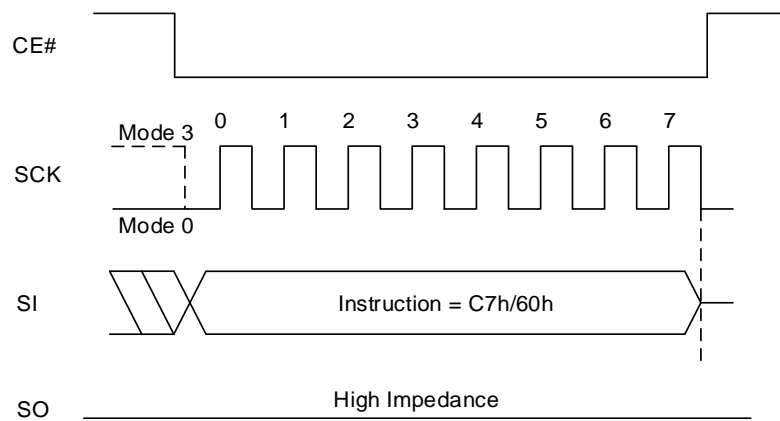 CE#
0 1 2 3 4 5 6 7
Mode 3
SCK
Mode 0
SI
Instruction = C7h/60h
High Impedance
SO